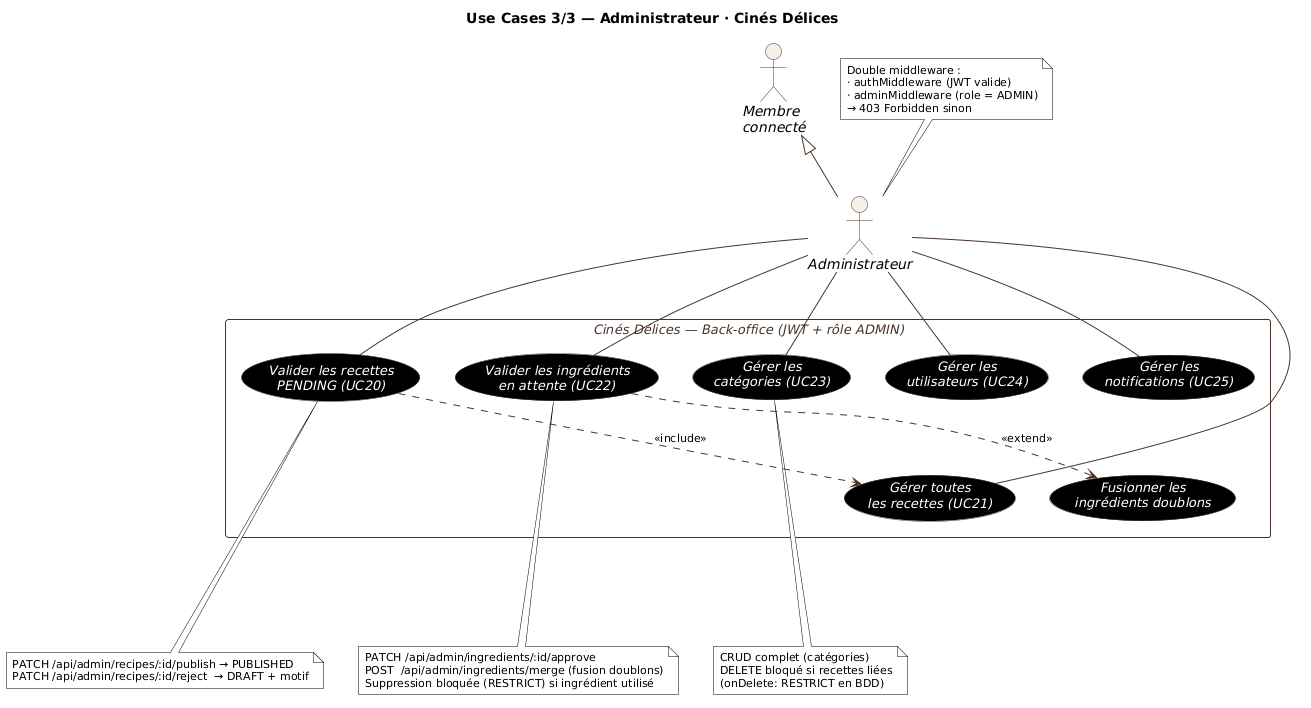 Use Cases 3/3 — Administrateur · Cinés Délices
Membre
connecté
Double middleware :
· authMiddleware (JWT valide)
· adminMiddleware (role = ADMIN)
→ 403 Forbidden sinon
Administrateur
Cinés Délices — Back-office (JWT + rôle ADMIN)
Valider les recettes
PENDING (UC20)
Valider les ingrédients
en attente (UC22)
Gérer les
catégories (UC23)
Gérer les
utilisateurs (UC24)
Gérer les
notifications (UC25)
«include»
«extend»
Gérer toutes
les recettes (UC21)
Fusionner les
ingrédients doublons
PATCH /api/admin/recipes/:id/publish → PUBLISHED
PATCH /api/admin/recipes/:id/reject → DRAFT + motif
PATCH /api/admin/ingredients/:id/approve
POST /api/admin/ingredients/merge (fusion doublons)
Suppression bloquée (RESTRICT) si ingrédient utilisé
CRUD complet (catégories)
DELETE bloqué si recettes liées
(onDelete: RESTRICT en BDD)